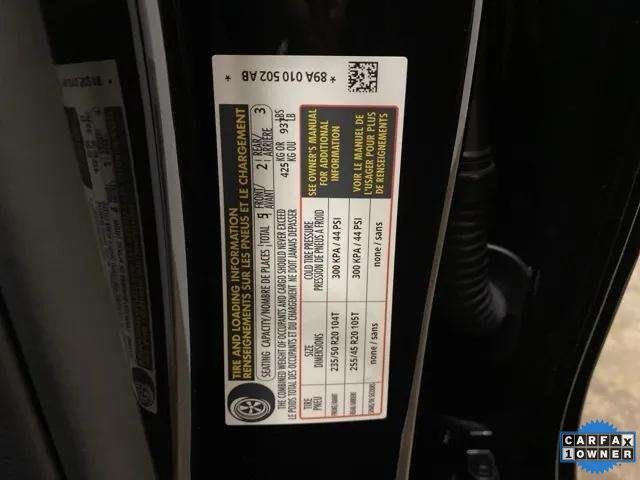 * 89A 010 502 AB *
TIRE AND LOADING INFORMATION
RENSEIGNEMENTS SUR LES PNEUS ET LE CHARGEMENT
SEATING CAPACITY/NOMBRE DE PLACES | TOTAL 5 | FRONT/AVANT 2 | REAR/ARRIÈRE 3
THE COMBINED WEIGHT OF OCCUPANTS AND CARGO SHOULD NEVER EXCEED 425 KG OR 937 LBS
LE POIDS TOTAL DES OCCUPANTS ET DU CHARGEMENT NE DOIT JAMAIS DÉPASSER KG OU LB
TIRE
PNEU
SIZE
DIMENSIONS
COLD TIRE PRESSURE
PRESSION DE PNEUS À FROID
235/50 R20 104T
300 KPA / 44 PSI
255/45 R20 105T
300 KPA / 44 PSI
none / sans
none / sans
SEE OWNER'S MANUAL
FOR ADDITIONAL
INFORMATION
VOIR LE MANUEL DE
L'USAGER POUR PLUS
DE RENSEIGNEMENTS
CARFAX
1 OWNER